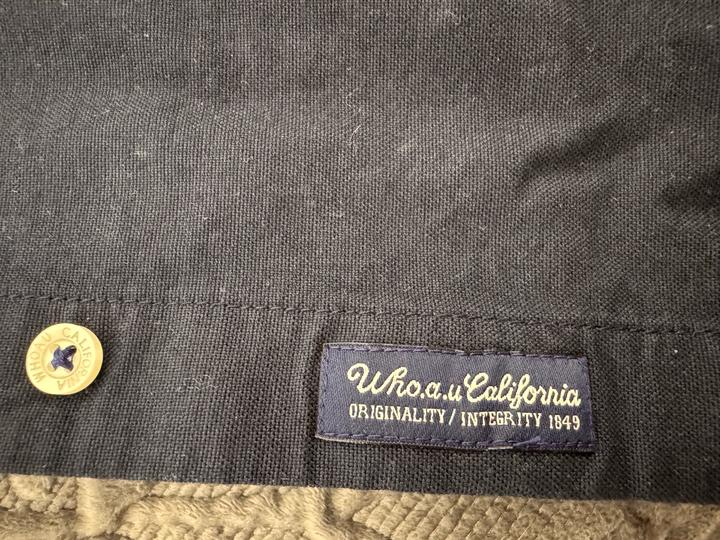 WHOAU CALIFORNIA
Who.a.u California
ORIGINALITY / INTEGRITY 1849